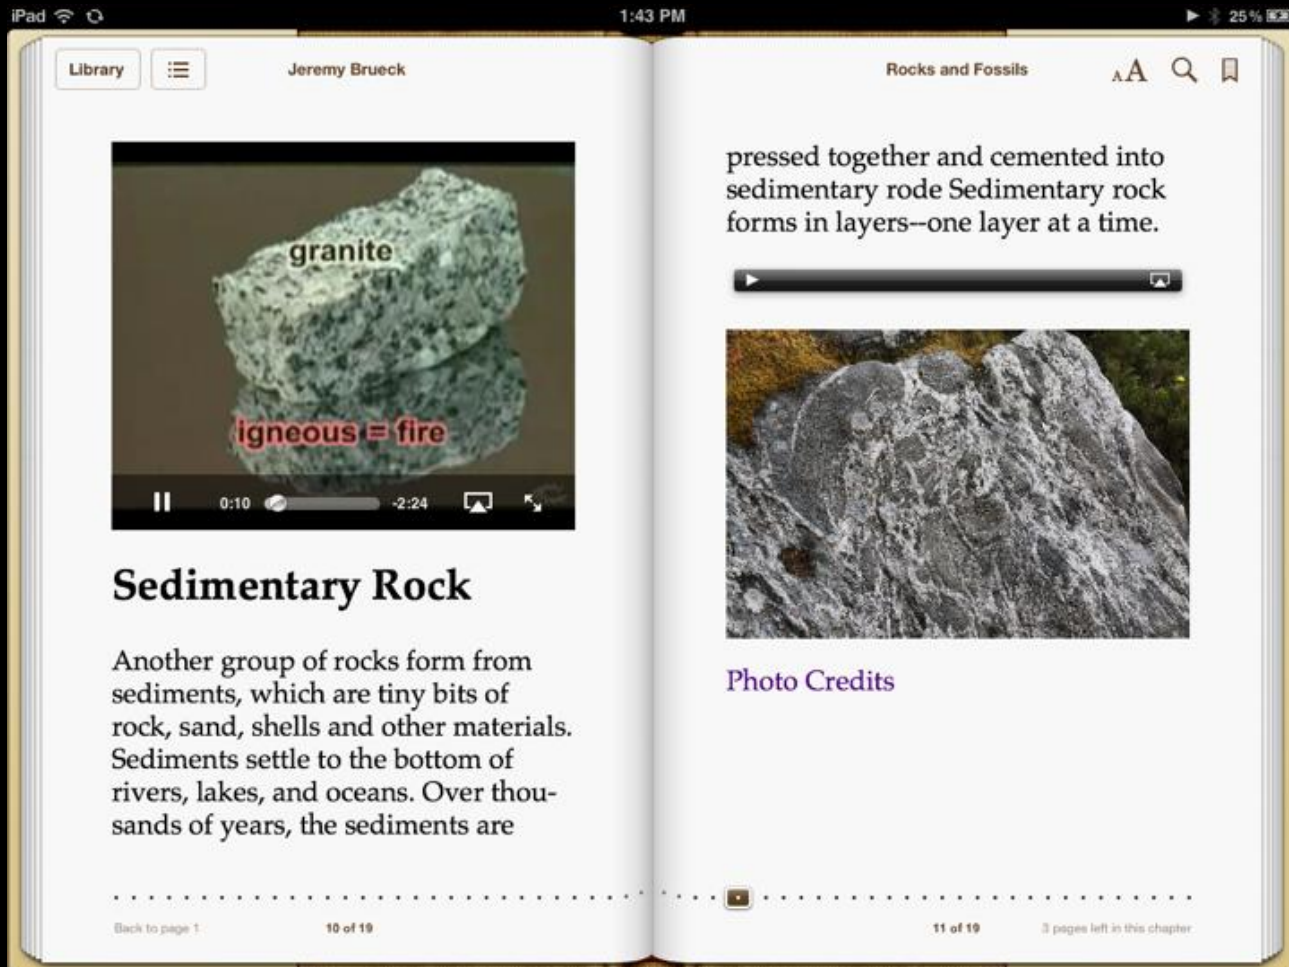 iPad 1:43 PM 25%
Library Jeremy Brueck Rocks and Fossils AA
granite
igneous = fire
0:10 -2:24
Sedimentary Rock
Another group of rocks form from
sediments, which are tiny bits of
rock, sand, shells and other materials.
Sediments settle to the bottom of
rivers, lakes, and oceans. Over thou-
sands of years, the sediments are
Back to page 1 10 of 19
pressed together and cemented into
sedimentary rode Sedimentary rock
forms in layers--one layer at a time.
Photo Credits
11 of 19 3 pages left in this chapter